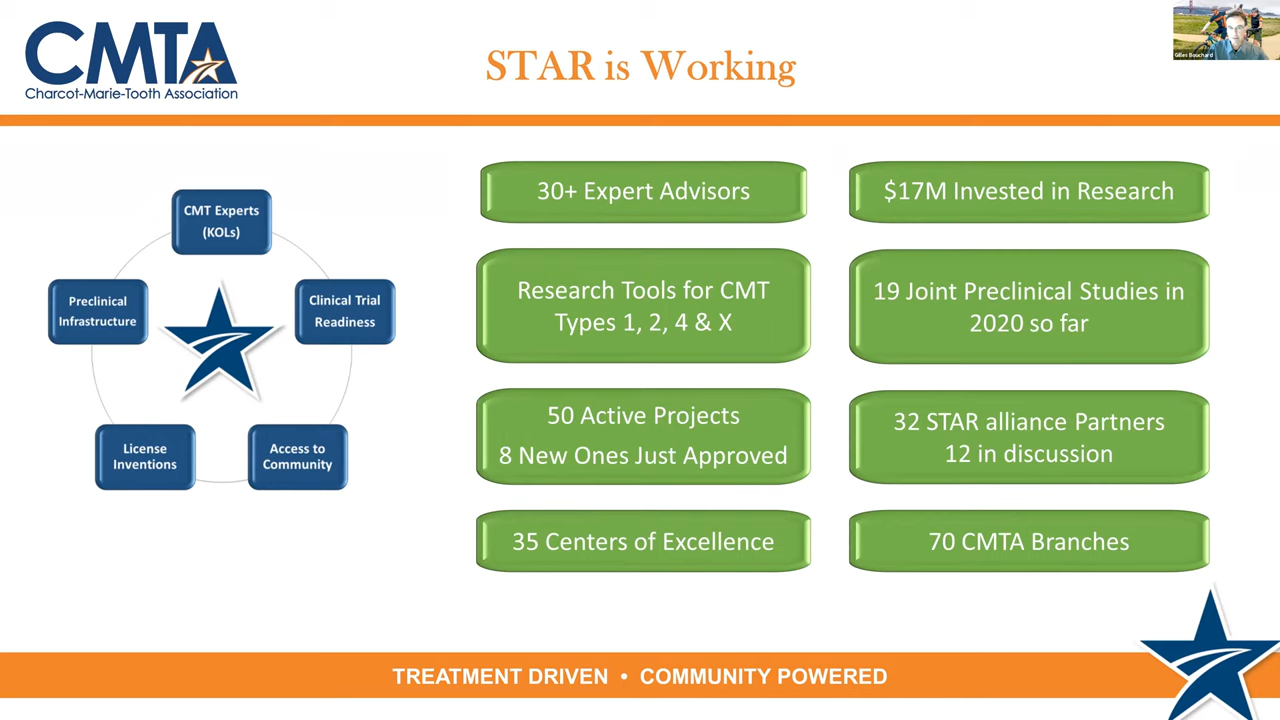 CMTA
Charcot-Marie-Tooth Association
STAR is Working
Gilles Bouchard
CMT Experts
(KOLs)
Preclinical
Infrastructure
Clinical Trial
Readiness
License
Inventions
Access to
Community
30+ Expert Advisors
$17M Invested in Research
Research Tools for CMT
Types 1, 2, 4 & X
19 Joint Preclinical Studies in
2020 so far
50 Active Projects
8 New Ones Just Approved
32 STAR alliance Partners
12 in discussion
35 Centers of Excellence
70 CMTA Branches
TREATMENT DRIVEN • COMMUNITY POWERED